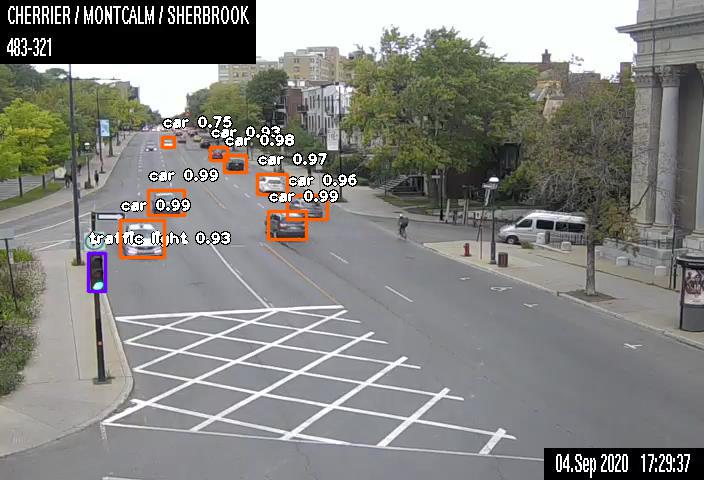 CHERRIER / MONTCALM / SHERBROOK
483-321
car 0.75
car 0.93
car 0.98
car 0.97
car 0.99
car 0.96
car 0.99
car 0.99
traffic light 0.93
04.Sep 2020 17:29:37